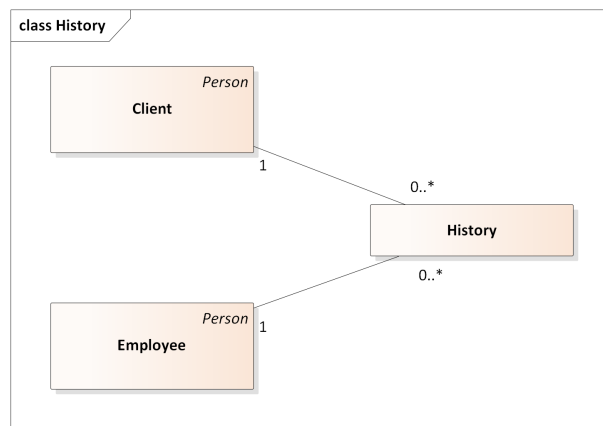 class History
Person
Client
1
0..*
History
0..*
Person
1
Employee